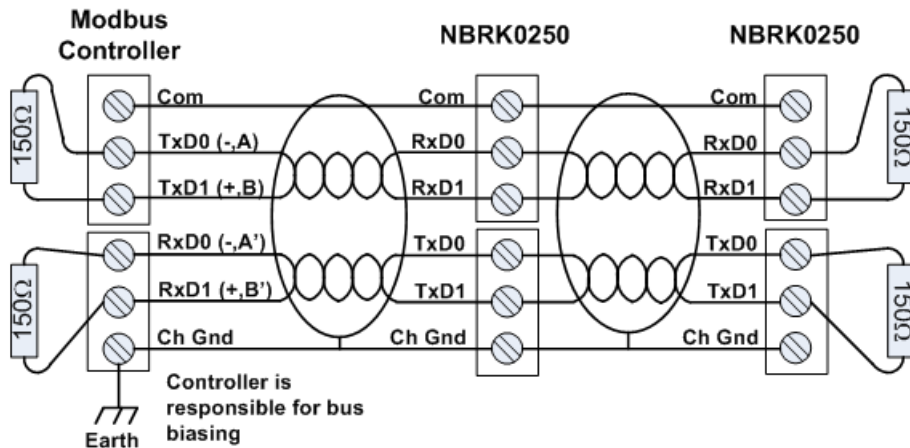 Modbus
Controller
NBRK0250
NBRK0250
Com
Com
Com
150Ω
TxD0 (-,A)
RxD0
RxD0
150Ω
TxD1 (+,B)
RxD1
RxD1
RxD0 (-,A')
TxD0
TxD0
150Ω
RxD1 (+,B')
TxD1
TxD1
150Ω
Ch Gnd
Ch Gnd
Ch Gnd
Controller is
responsible for bus
biasing
Earth